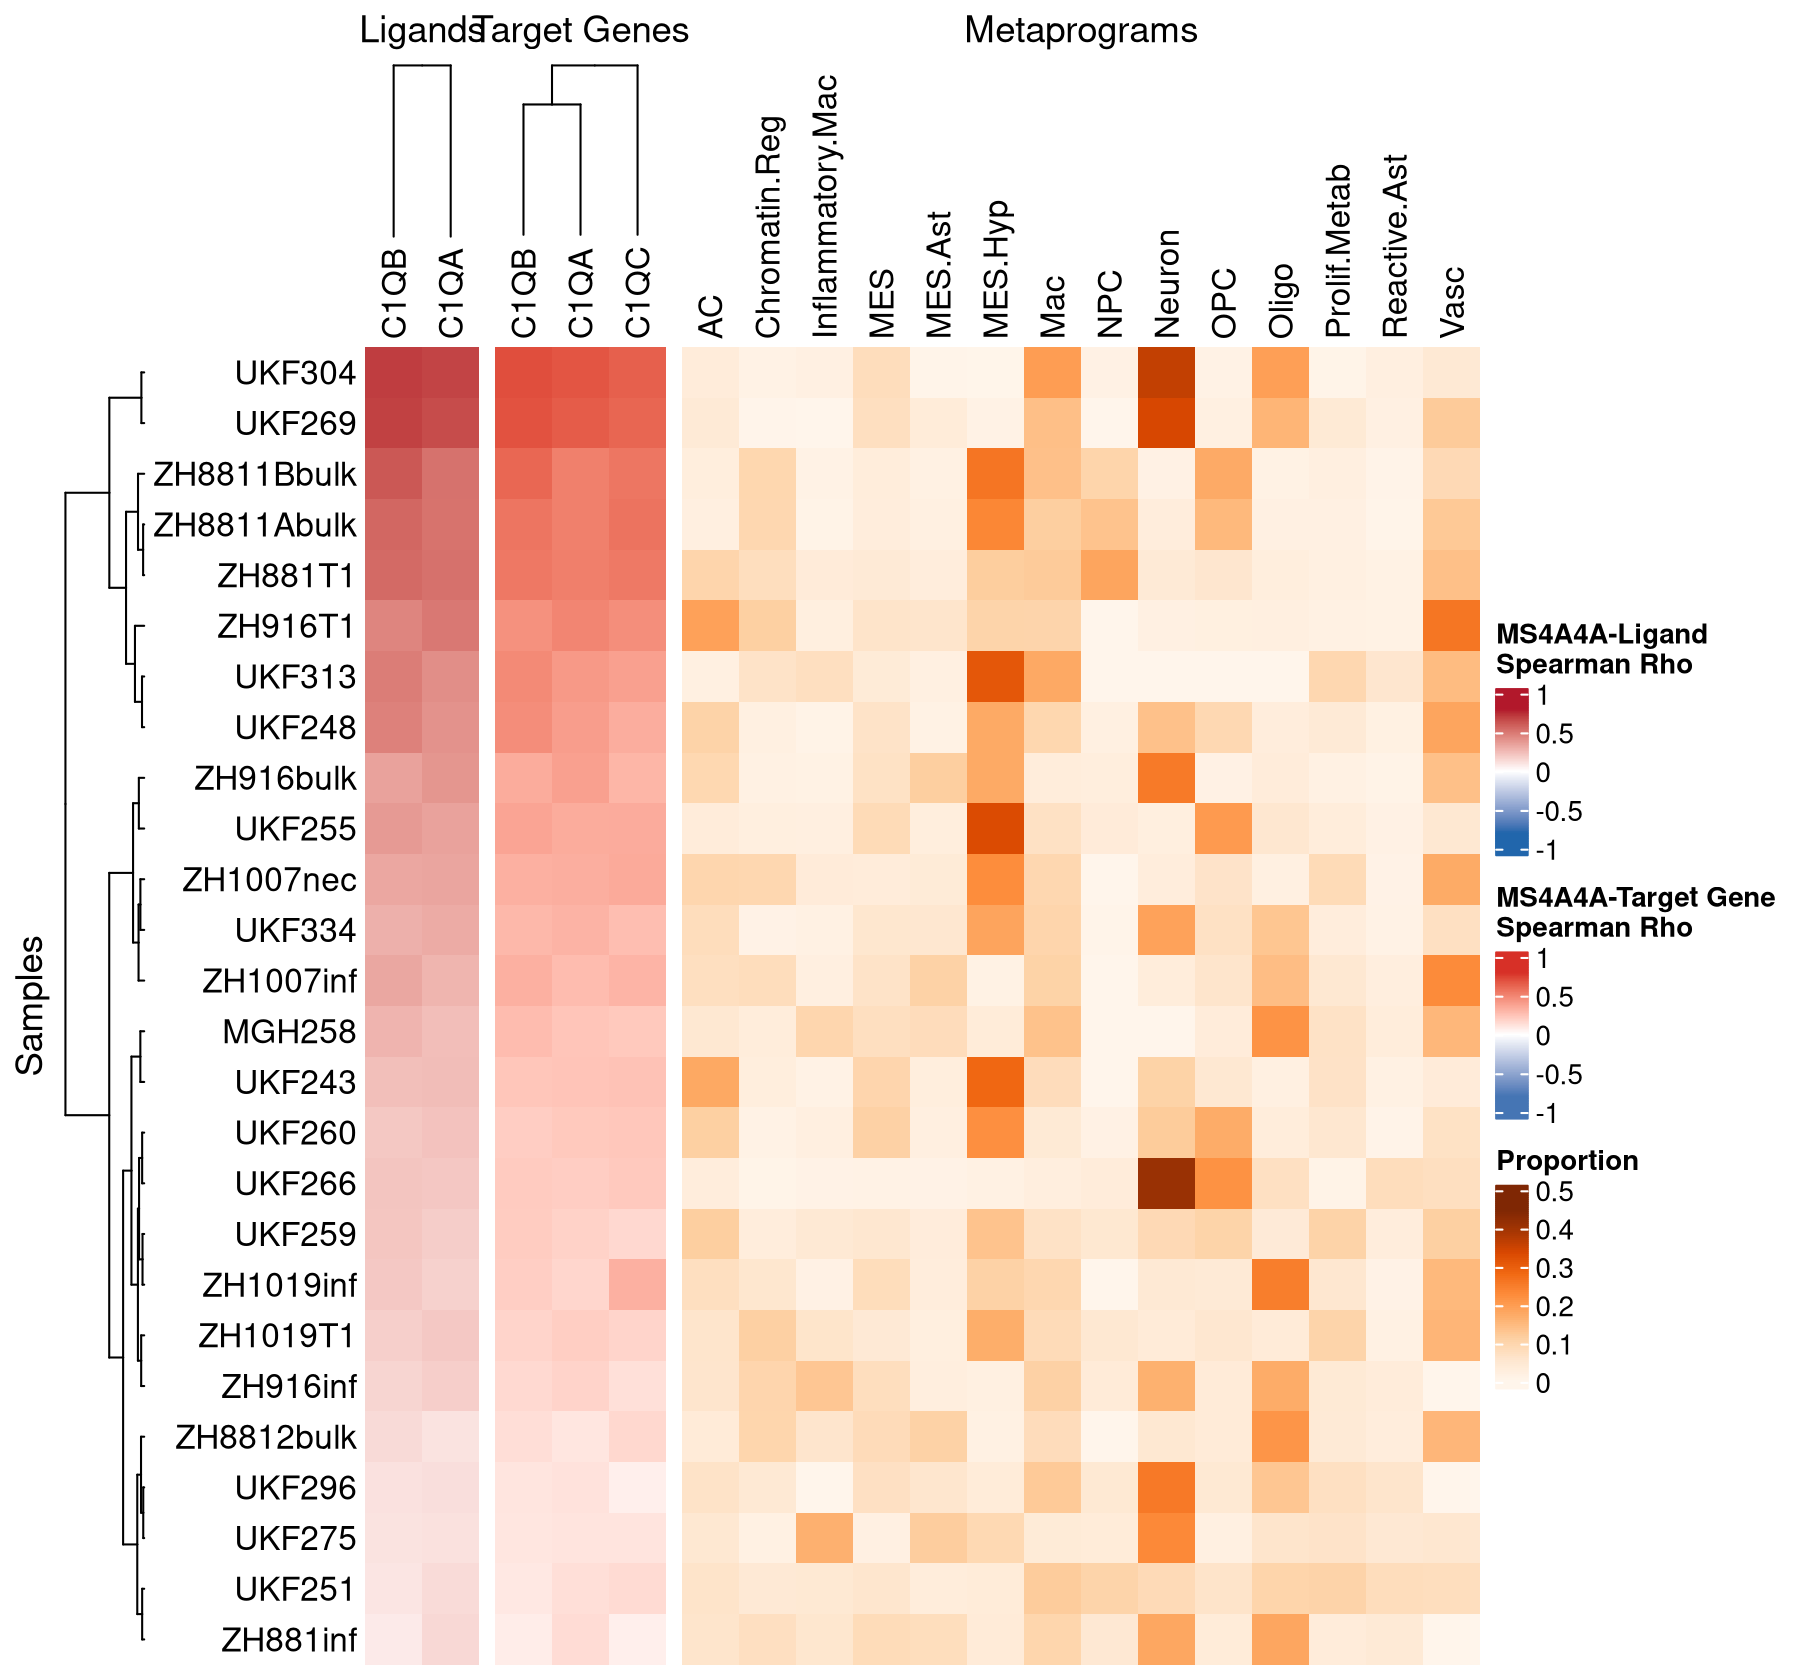 Ligands
Target Genes
Metaprograms
C1QB
C1QA
C1QB
C1QA
C1QC
AC
Chromatin.Reg
Inflammatory.Mac
MES
MES.Ast
MES.Hyp
Mac
NPC
Neuron
OPC
Oligo
Prolif.Metab
Reactive.Ast
Vasc
Samples
UKF304
UKF269
ZH8811Bbulk
ZH8811Abulk
ZH881T1
ZH916T1
UKF313
UKF248
ZH916bulk
UKF255
ZH1007nec
UKF334
ZH1007inf
MGH258
UKF243
UKF260
UKF266
UKF259
ZH1019inf
ZH1019T1
ZH916inf
ZH8812bulk
UKF296
UKF275
UKF251
ZH881inf
MS4A4A-Ligand
Spearman Rho
1
0.5
0
-0.5
-1
MS4A4A-Target Gene
Spearman Rho
1
0.5
0
-0.5
-1
Proportion
0.5
0.4
0.3
0.2
0.1
0